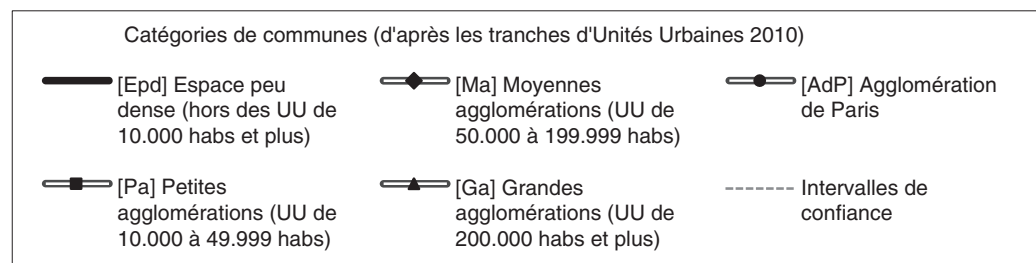 Catégories de communes (d'après les tranches d'Unités Urbaines 2010)
[Epd] Espace peu
dense (hors des UU de
10.000 habs et plus)
[Ma] Moyennes
agglomérations (UU de
50.000 à 199.999 habs)
[AdP] Agglomération
de Paris
[Pa] Petites
agglomérations (UU de
10.000 à 49.999 habs)
[Ga] Grandes
agglomérations (UU de
200.000 habs et plus)
Intervalles de
confiance